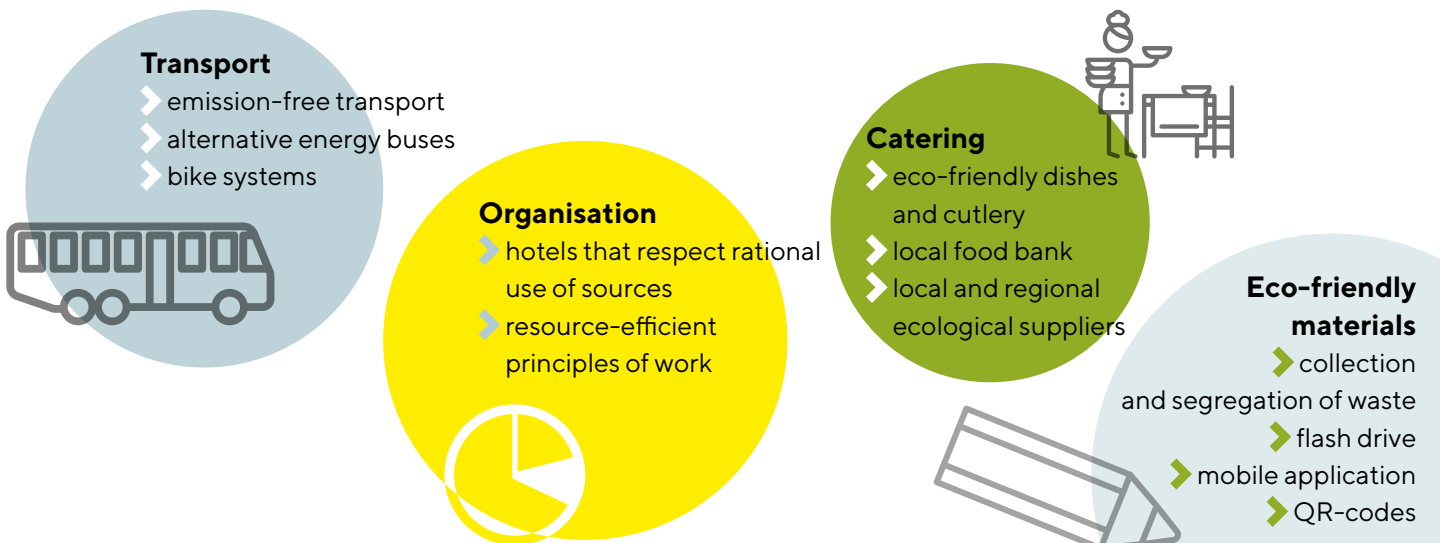 Transport
emission-free transport
alternative energy buses
bike systems
Organisation
hotels that respect rational
use of sources
resource-efficient
principles of work
Catering
eco-friendly dishes
and cutlery
local food bank
local and regional
ecological suppliers
Eco-friendly
materials
collection
and segregation of waste
flash drive
mobile application
QR-codes